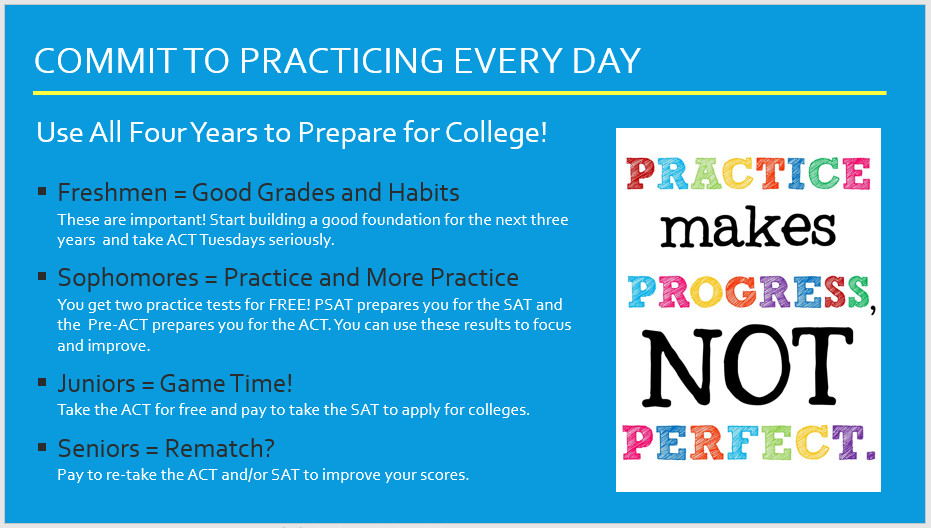 COMMIT TO PRACTICING EVERY DAY
Use All Four Years to Prepare for College!
Freshmen = Good Grades and Habits
These are important! Start building a good foundation for the next three
years and take ACT Tuesdays seriously.
Sophomores = Practice and More Practice
You get two practice tests for FREE! PSAT prepares you for the SAT and
the Pre-ACT prepares you for the ACT. You can use these results to focus
and improve.
Juniors = Game Time!
Take the ACT for free and pay to take the SAT to apply for colleges.
Seniors = Rematch?
Pay to re-take the ACT and/or SAT to improve your scores.
PRACTICE
makes
PROGRESS,
NOT
PERFECT.